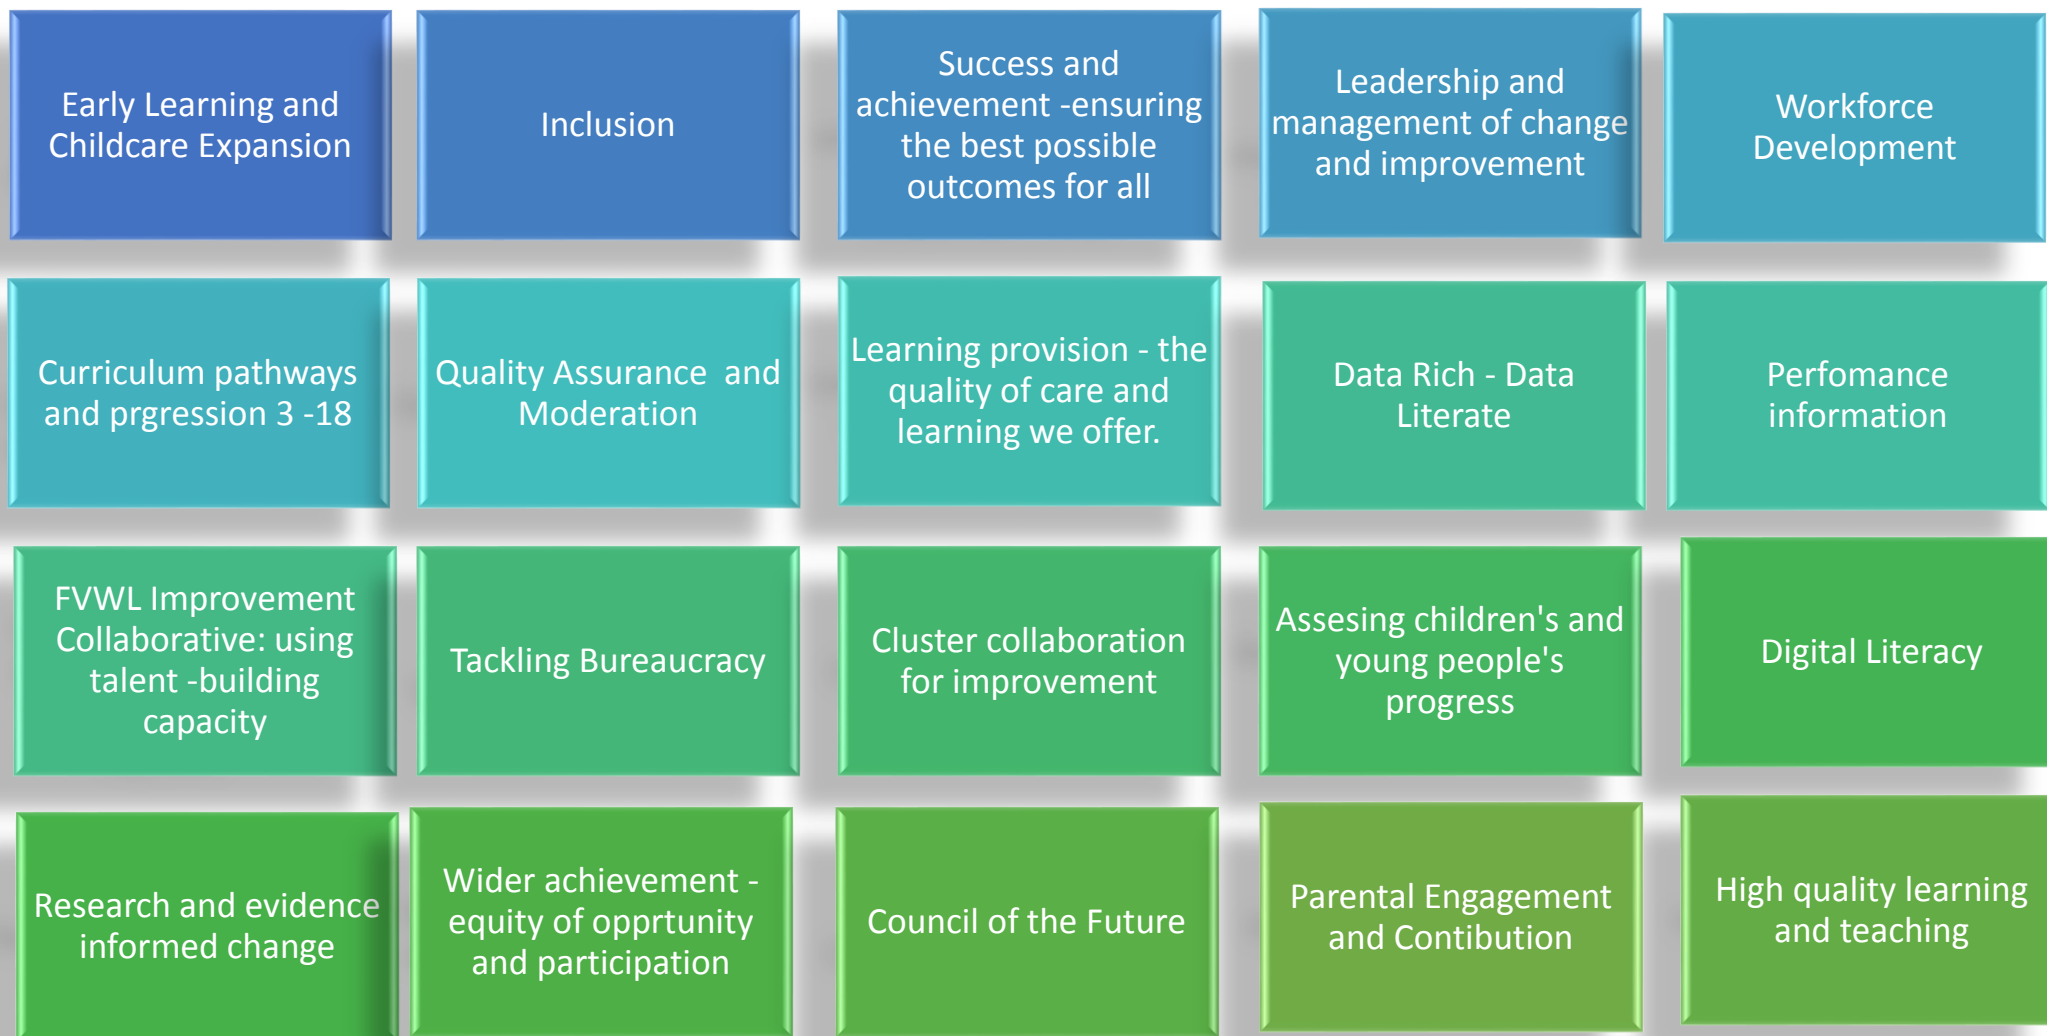 Early Learning and
Childcare Expansion
Inclusion
Success and
achievement -ensuring
the best possible
outcomes for all
Leadership and
management of change
and improvement
Workforce
Development
Curriculum pathways
and prgression 3 -18
Quality Assurance  and
Moderation
Learning provision - the
quality of care and
learning we offer.
Data Rich - Data
Literate
Perfomance
information
FVWL Improvement
Collaborative: using
talent -building
capacity
Tackling Bureaucracy
Cluster collaboration
for improvement
Assesing children's and
young people's
progress
Digital Literacy
Research and evidence
informed change
Wider achievement -
equity of opprtunity
and participation
Council of the Future
Parental Engagement
and Contibution
High quality learning
and teaching